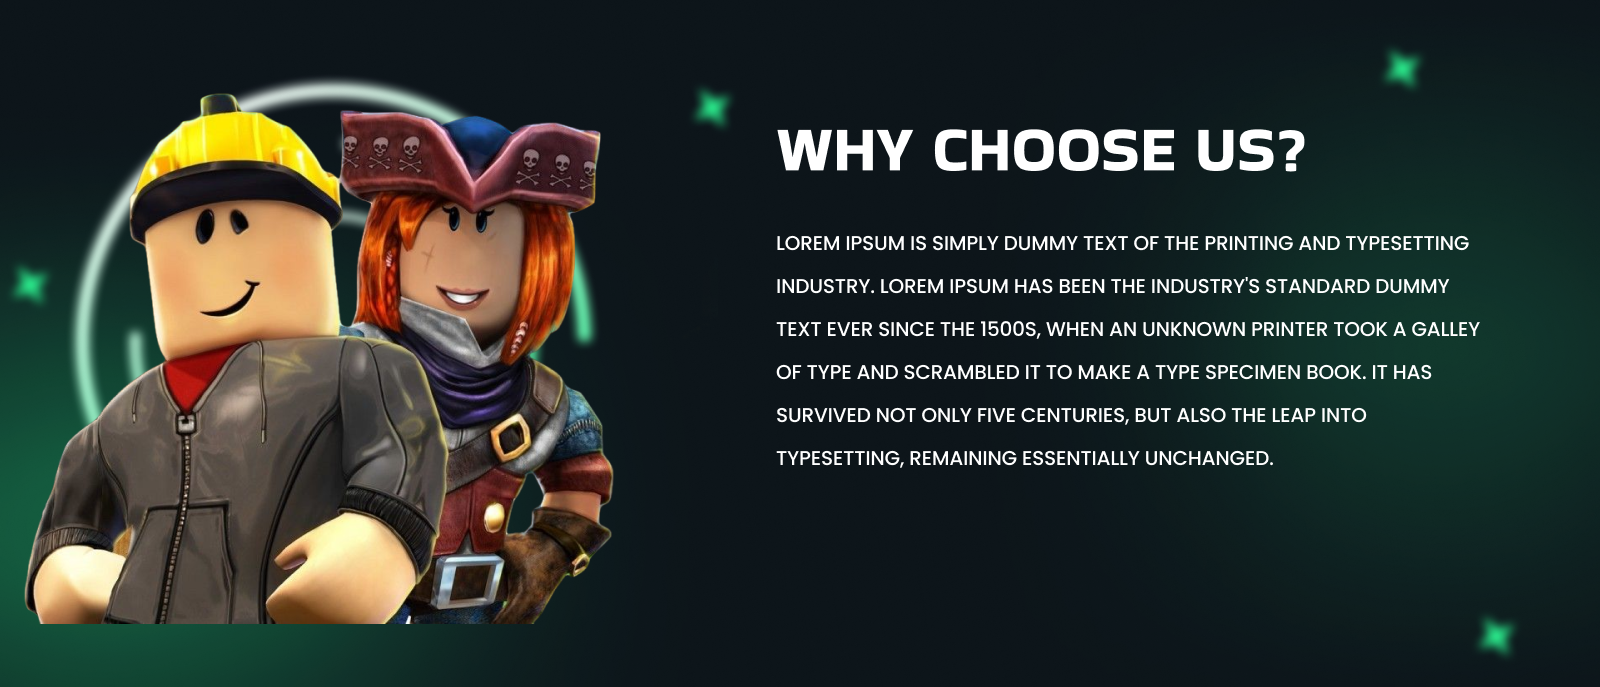 WHY CHOOSE US?
LOREM IPSUM IS SIMPLY DUMMY TEXT OF THE PRINTING AND TYPESETTING
INDUSTRY. LOREM IPSUM HAS BEEN THE INDUSTRY'S STANDARD DUMMY
TEXT EVER SINCE THE 1500S, WHEN AN UNKNOWN PRINTER TOOK A GALLEY
OF TYPE AND SCRAMBLED IT TO MAKE A TYPE SPECIMEN BOOK. IT HAS
SURVIVED NOT ONLY FIVE CENTURIES, BUT ALSO THE LEAP INTO
TYPESETTING, REMAINING ESSENTIALLY UNCHANGED.